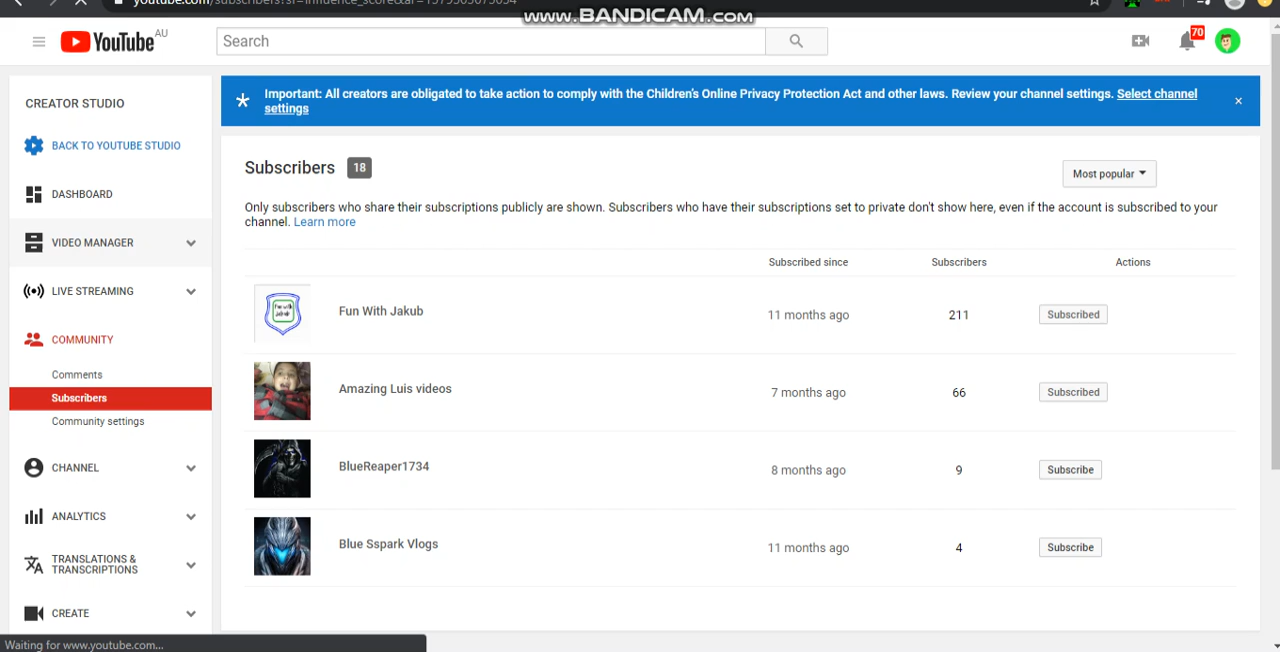 www.BANDICAM.com
YouTube AU
Search
70
CREATOR STUDIO
BACK TO YOUTUBE STUDIO
DASHBOARD
VIDEO MANAGER
LIVE STREAMING
COMMUNITY
Comments
Subscribers
Community settings
CHANNEL
ANALYTICS
TRANSLATIONS &
TRANSCRIPTIONS
CREATE
Important: All creators are obligated to take action to comply with the Children's Online Privacy Protection Act and other laws. Review your channel settings. Select channel
settings
Subscribers 18
Most popular
Only subscribers who share their subscriptions publicly are shown. Subscribers who have their subscriptions set to private don't show here, even if the account is subscribed to your
channel. Learn more
Subscribed since Subscribers Actions
Fun With Jakub 11 months ago 211 Subscribed
Amazing Luis videos 7 months ago 66 Subscribed
BlueReaper1734 8 months ago 9 Subscribe
Blue Sspark Vlogs 11 months ago 4 Subscribe
Waiting for www.youtube.com...